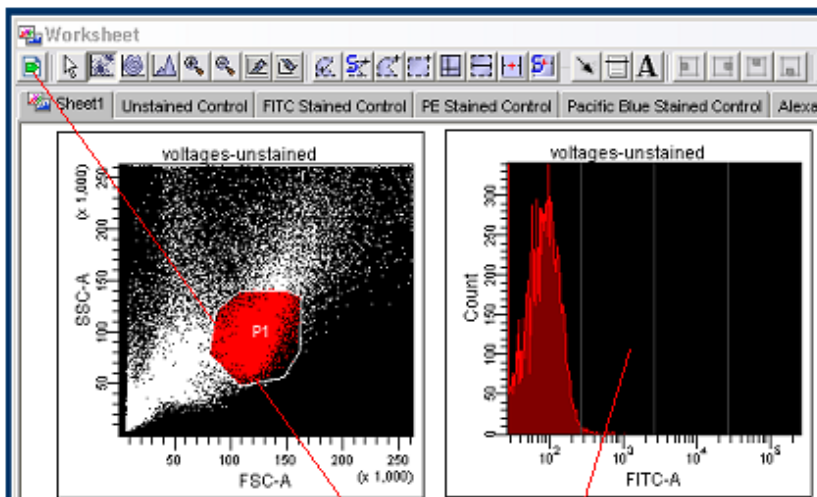 Worksheet
A
Sheet1 Unstained Control FITC Stained Control PE Stained Control Pacific Blue Stained Control Alexa
voltages-unstained
SSC-A
(x 1,000)
250
200
150
100
50
P1
50 100 150 200 250
FSC-A
(x 1,000)
voltages-unstained
Count
300
250
200
150
100
50
0
10² 10³ 10⁴ 10⁵
FITC-A